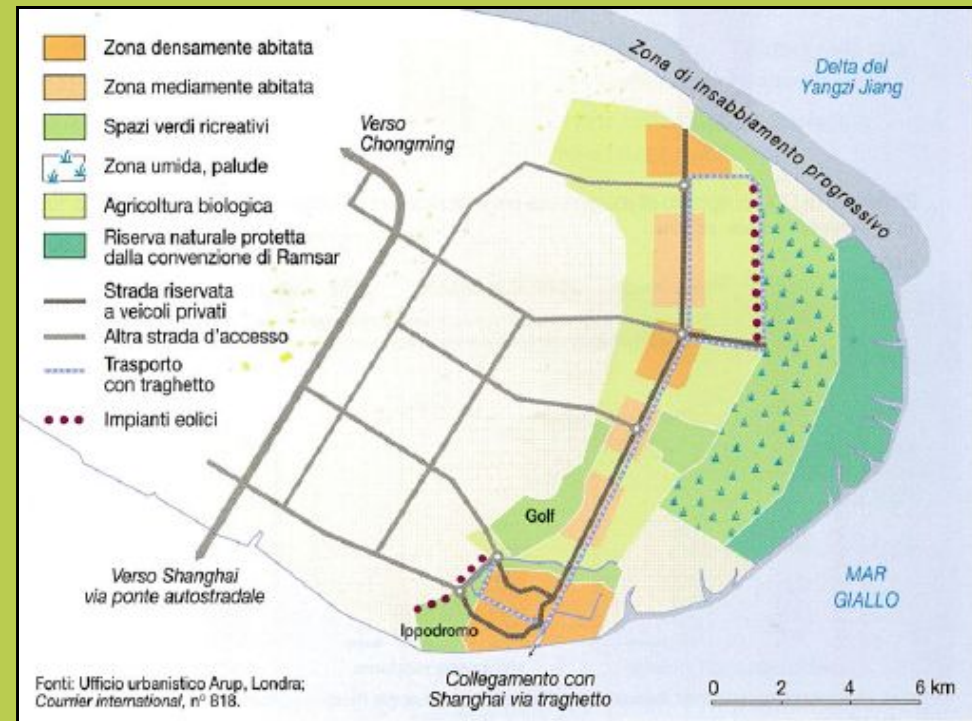 Zona densamente abitata
Zona mediamente abitata
Spazi verdi ricreativi
Zona umida, palude
Agricoltura biologica
Riserva naturale protetta
dalla convenzione di Ramsar
Strada riservata
a veicoli privati
Altra strada d'accesso
Trasporto
con traghetto
Impianti eolici
Verso
Chongming
Zona di insabbiamento progressivo
Delta del
Yangzi Jiang
Golf
Ippodromo
Verso Shanghai
via ponte autostradale
MAR
GIALLO
Collegamento con
Shanghai via traghetto
0 2 4 6 km
Fonti: Ufficio urbanistico Arup, Londra;
Courrier international, n° 818.